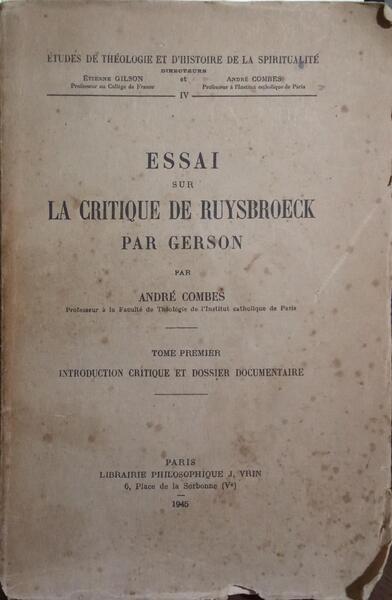 ÉTUDES DE THÉOLOGIE ET D'HISTOIRE DE LA SPIRITUALITÉ
DIRECTEURS
ÉTIENNE GILSON et ANDRÉ COMBES
Professeur au Collège de France Professeur à l'Institut catholique de Paris
IV
ESSAI
SUR
LA CRITIQUE DE RUYSBROECK
PAR GERSON
PAR
ANDRÉ COMBES
Professeur à la Faculté de Théologie de l'Institut catholique de Paris
TOME PREMIER
INTRODUCTION CRITIQUE ET DOSSIER DOCUMENTAIRE
PARIS
LIBRAIRIE PHILOSOPHIQUE J. VRIN
6, Place de la Sorbonne (Vᵉ)
1945